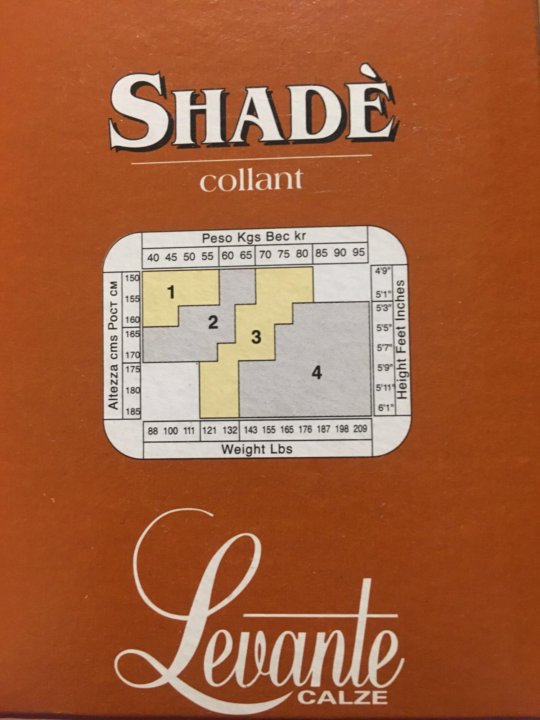 SHADÈ
collant
Peso Kgs Вес kг
40 45 50 55 60 65 70 75 80 85 90 95
Altezza cms Рост см
150
155
160
165
170
175
180
185
1
2
3
4
4'9"
5'1"
5'3"
5'5"
5'7"
5'9"
5'11"
6'1"
Height Feet Inches
88 100 111 121 132 143 155 165 176 187 198 209
Weight Lbs
Levante
CALZE